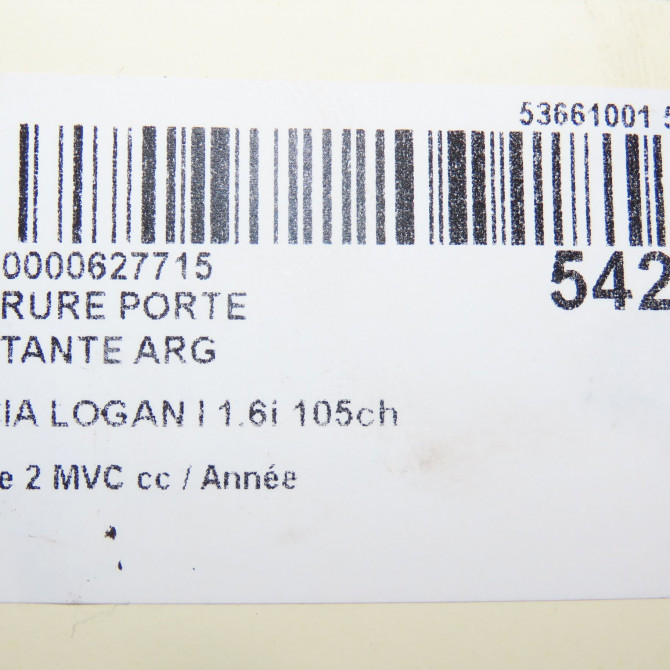 53661001 5
0000627715
542
RURE PORTE
TANTE ARG
IA LOGAN I 1.6i 105ch
e 2 MVC cc / Année